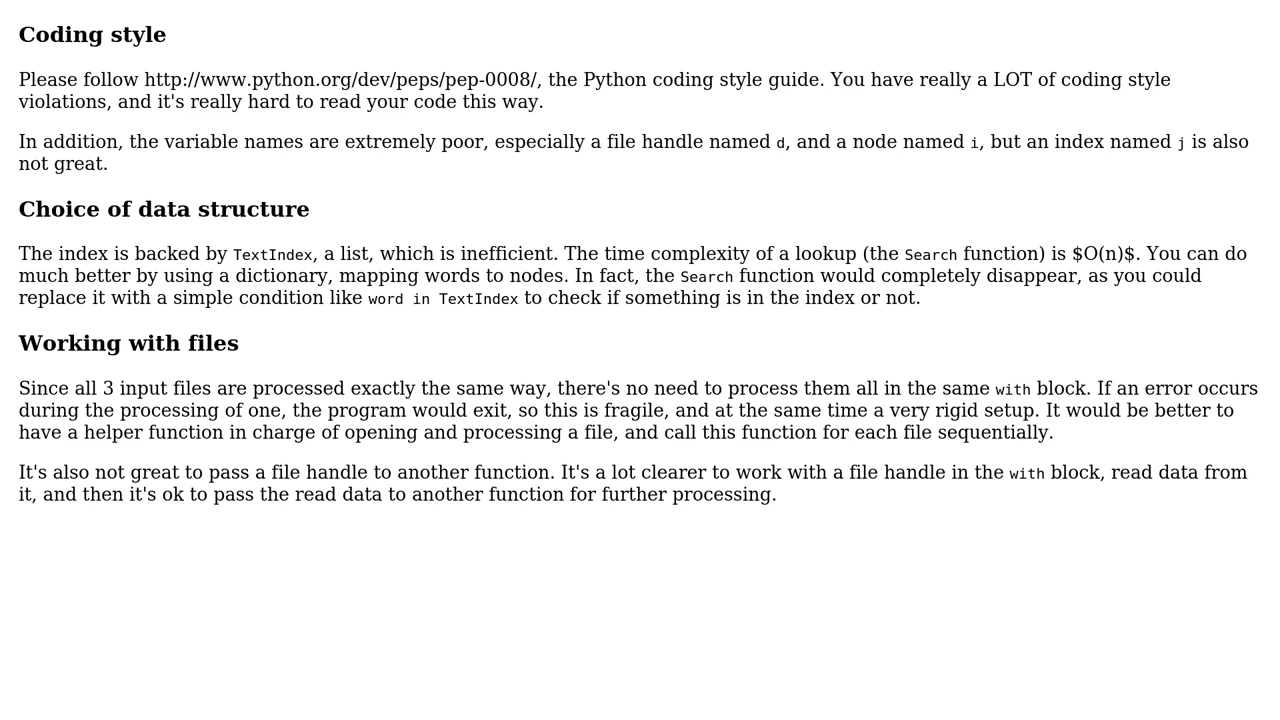 Coding style
Please follow http://www.python.org/dev/peps/pep-0008/, the Python coding style guide. You have really a LOT of coding style
violations, and it's really hard to read your code this way.
In addition, the variable names are extremely poor, especially a file handle named d, and a node named i, but an index named j is also
not great.
Choice of data structure
The index is backed by TextIndex, a list, which is inefficient. The time complexity of a lookup (the Search function) is $O(n)$. You can do
much better by using a dictionary, mapping words to nodes. In fact, the Search function would completely disappear, as you could
replace it with a simple condition like word in TextIndex to check if something is in the index or not.
Working with files
Since all 3 input files are processed exactly the same way, there's no need to process them all in the same with block. If an error occurs
during the processing of one, the program would exit, so this is fragile, and at the same time a very rigid setup. It would be better to
have a helper function in charge of opening and processing a file, and call this function for each file sequentially.
It's also not great to pass a file handle to another function. It's a lot clearer to work with a file handle in the with block, read data from
it, and then it's ok to pass the read data to another function for further processing.